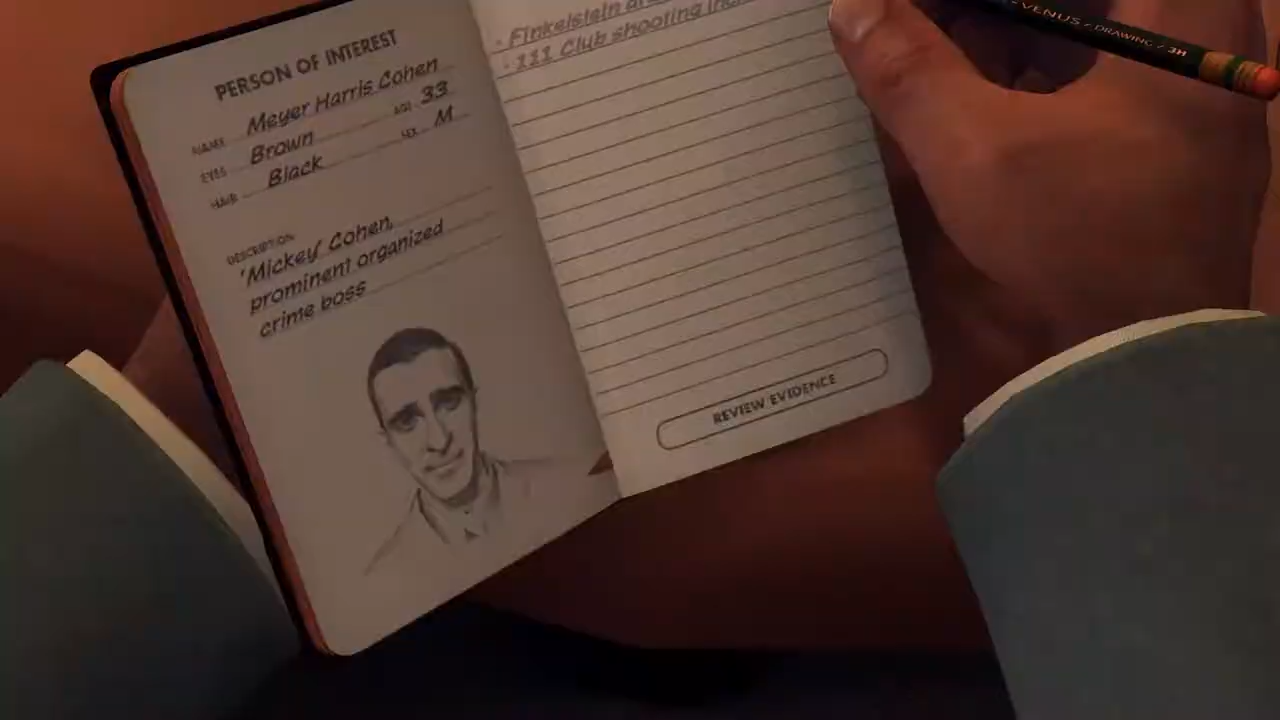 PERSON OF INTEREST
NAME Meyer Harris Cohen
EYES Brown AGE 33
HAIR Black SEX M
DESCRIPTION:
'Mickey' Cohen,
prominent organized
crime boss
- Finkelstein
- 111 Club shooting
REVIEW EVIDENCE
VENUS / DRAWING / 3H